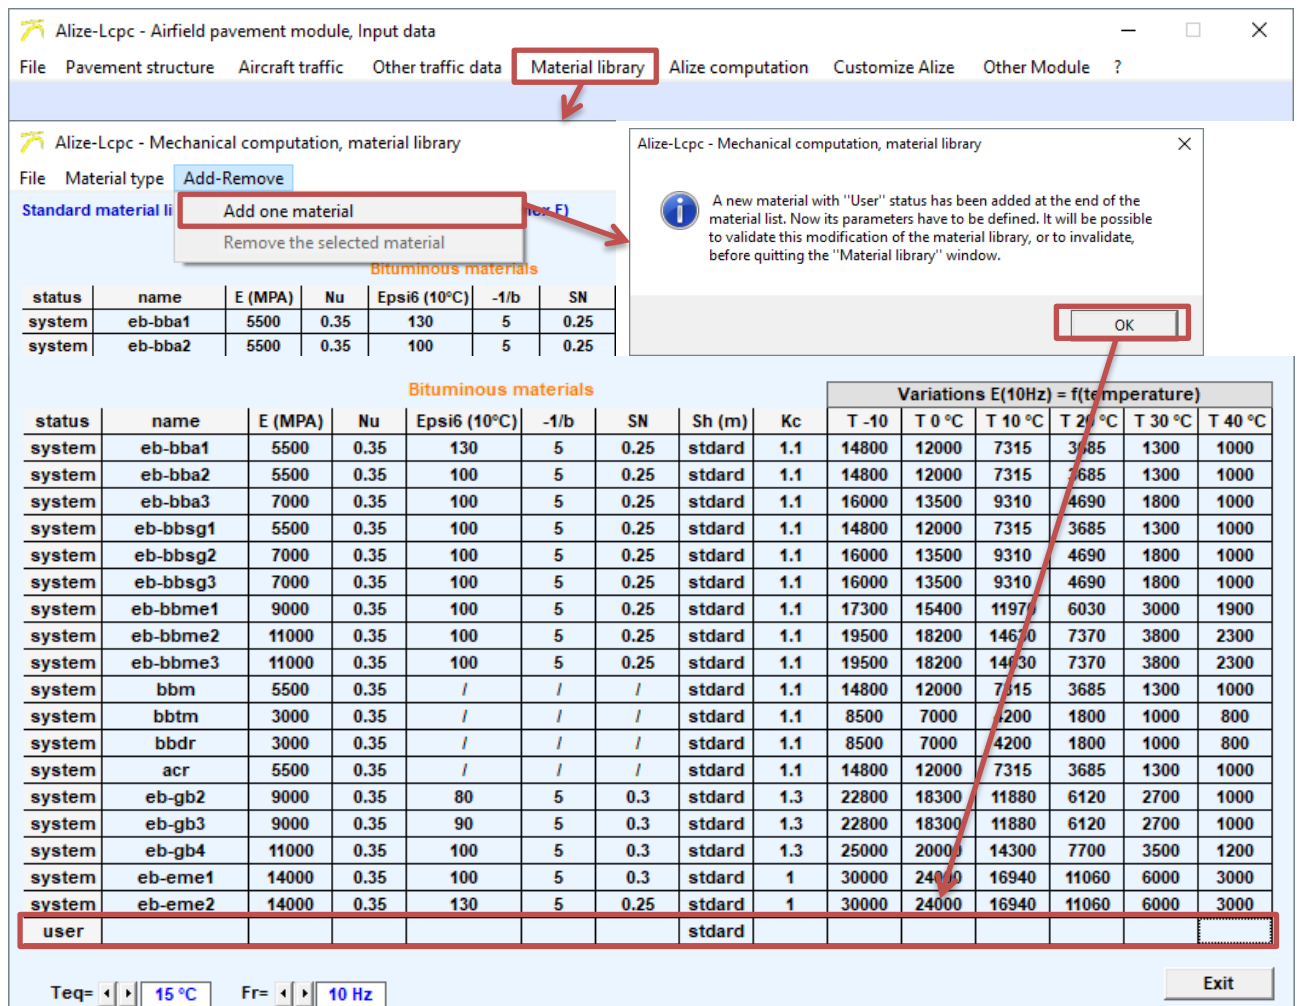 Alize-Lcpc - Airfield pavement module, Input data
File Pavement structure Aircraft traffic Other traffic data Material library Alize computation Customize Alize Other Module ?
Alize-Lcpc - Mechanical computation, material library
File Material type Add-Remove
Standard material li
Add one material
Remove the selected material
Bituminous materials
status name E (MPA) Nu Epsi6 (10°C) -1/b SN
system eb-bba1 5500 0.35 130 5 0.25
system eb-bba2 5500 0.35 100 5 0.25
Alize-Lcpc - Mechanical computation, material library
A new material with "User" status has been added at the end of the
material list. Now its parameters have to be defined. It will be possible
to validate this modification of the material library, or to invalidate,
before quitting the "Material library" window.
OK
Bituminous materials
Variations E(10Hz) = f(temperature)
status name E (MPA) Nu Epsi6 (10°C) -1/b SN Sh (m) Kc T -10 T 0 °C T 10 °C T 20 °C T 30 °C T 40 °C
system eb-bba1 5500 0.35 130 5 0.25 stdard 1.1 14800 12000 7315 3685 1300 1000
system eb-bba2 5500 0.35 100 5 0.25 stdard 1.1 14800 12000 7315 3685 1300 1000
system eb-bba3 7000 0.35 100 5 0.25 stdard 1.1 16000 13500 9310 4690 1800 1000
system eb-bbsg1 5500 0.35 100 5 0.25 stdard 1.1 14800 12000 7315 3685 1300 1000
system eb-bbsg2 7000 0.35 100 5 0.25 stdard 1.1 16000 13500 9310 4690 1800 1000
system eb-bbsg3 7000 0.35 100 5 0.25 stdard 1.1 16000 13500 9310 4690 1800 1000
system eb-bbme1 9000 0.35 100 5 0.25 stdard 1.1 17300 15400 11970 6030 3000 1900
system eb-bbme2 11000 0.35 100 5 0.25 stdard 1.1 19500 18200 14630 7370 3800 2300
system eb-bbme3 11000 0.35 100 5 0.25 stdard 1.1 19500 18200 14630 7370 3800 2300
system bbm 5500 0.35 / / / stdard 1.1 14800 12000 7315 3685 1300 1000
system bbtm 3000 0.35 / / / stdard 1.1 8500 7000 4200 1800 1000 800
system bbdr 3000 0.35 / / / stdard 1.1 8500 7000 4200 1800 1000 800
system acr 5500 0.35 / / / stdard 1.1 14800 12000 7315 3685 1300 1000
system eb-gb2 9000 0.35 80 5 0.3 stdard 1.3 22800 18300 11880 6120 2700 1000
system eb-gb3 9000 0.35 90 5 0.3 stdard 1.3 22800 18300 11880 6120 2700 1000
system eb-gb4 11000 0.35 100 5 0.3 stdard 1.3 25000 20000 14300 7700 3500 1200
system eb-eme1 14000 0.35 100 5 0.3 stdard 1 30000 24000 16940 11060 6000 3000
system eb-eme2 14000 0.35 130 5 0.25 stdard 1 30000 24000 16940 11060 6000 3000
user stdard
Teq= 15 °C Fr= 10 Hz
Exit